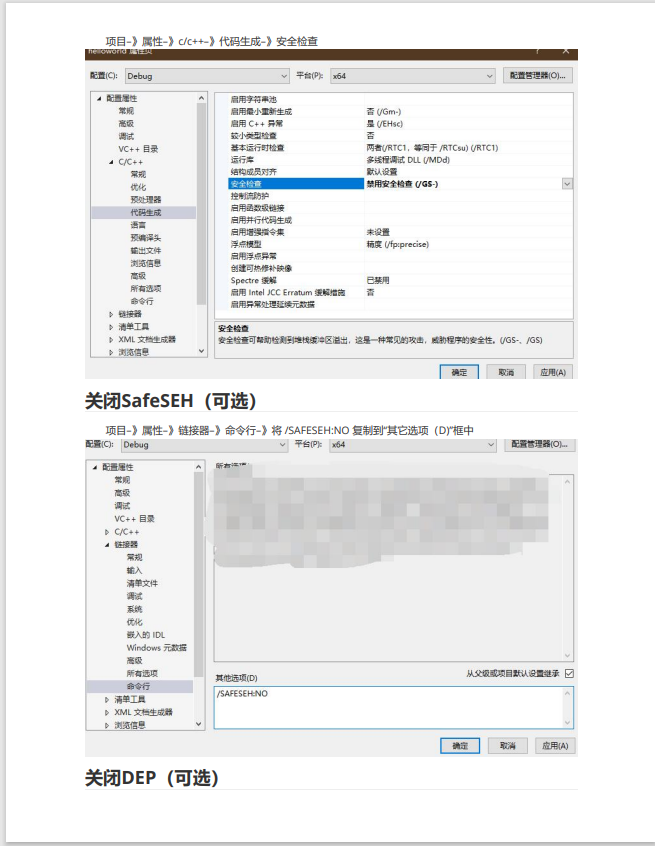 项目–》属性–》c/c++–》代码生成–》安全检查
helloworld 属性页 ? ×
配置(C): Debug 平台(P): x64 配置管理器(O)...
配置属性
常规
高级
调试
VC++ 目录
C/C++
常规
优化
预处理器
代码生成
语言
预编译头
输出文件
浏览信息
高级
所有选项
命令行
链接器
清单工具
XML 文档生成器
浏览信息
启用字符串池
启用最小重新生成 否 (/Gm-)
启用 C++ 异常 是 (/EHsc)
较小类型检查 否
基本运行时检查 两者(/RTC1，等同于 /RTCsu) (/RTC1)
运行库 多线程调试 DLL (/MDd)
结构成员对齐 默认设置
安全检查 禁用安全检查 (/GS-)
控制流防护
启用函数级链接
启用并行代码生成
启用增强指令集 未设置
浮点模型 精度 (/fp:precise)
启用浮点异常
创建可热修补映像
Spectre 缓解 已禁用
启用 Intel JCC Erratum 缓解措施 否
启用异常处理延续元数据
安全检查
安全检查可帮助检测到堆栈缓冲区溢出，这是一种常见的攻击，威胁程序的安全性。(/GS-、/GS)
确定 取消 应用(A)
关闭SafeSEH（可选）
项目–》属性–》链接器–》命令行–》将 /SAFESEH:NO 复制到“其它选项（D)”框中
配置(C): Debug 平台(P): x64 配置管理器(O)...
配置属性
常规
高级
调试
VC++ 目录
C/C++
链接器
常规
输入
清单文件
调试
系统
优化
嵌入的 IDL
Windows 元数据
高级
所有选项
命令行
清单工具
XML 文档生成器
浏览信息
所有选项
其他选项(D) 从父级或项目默认设置继承
/SAFESEH:NO
确定 取消 应用(A)
关闭DEP（可选）